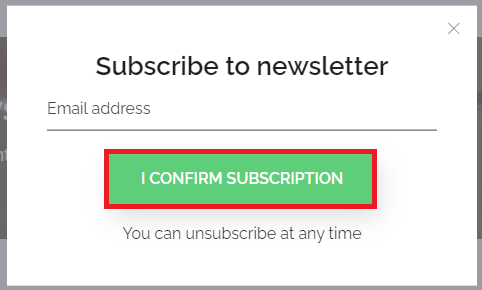 Subscribe to newsletter
Email address
I CONFIRM SUBSCRIPTION
You can unsubscribe at any time